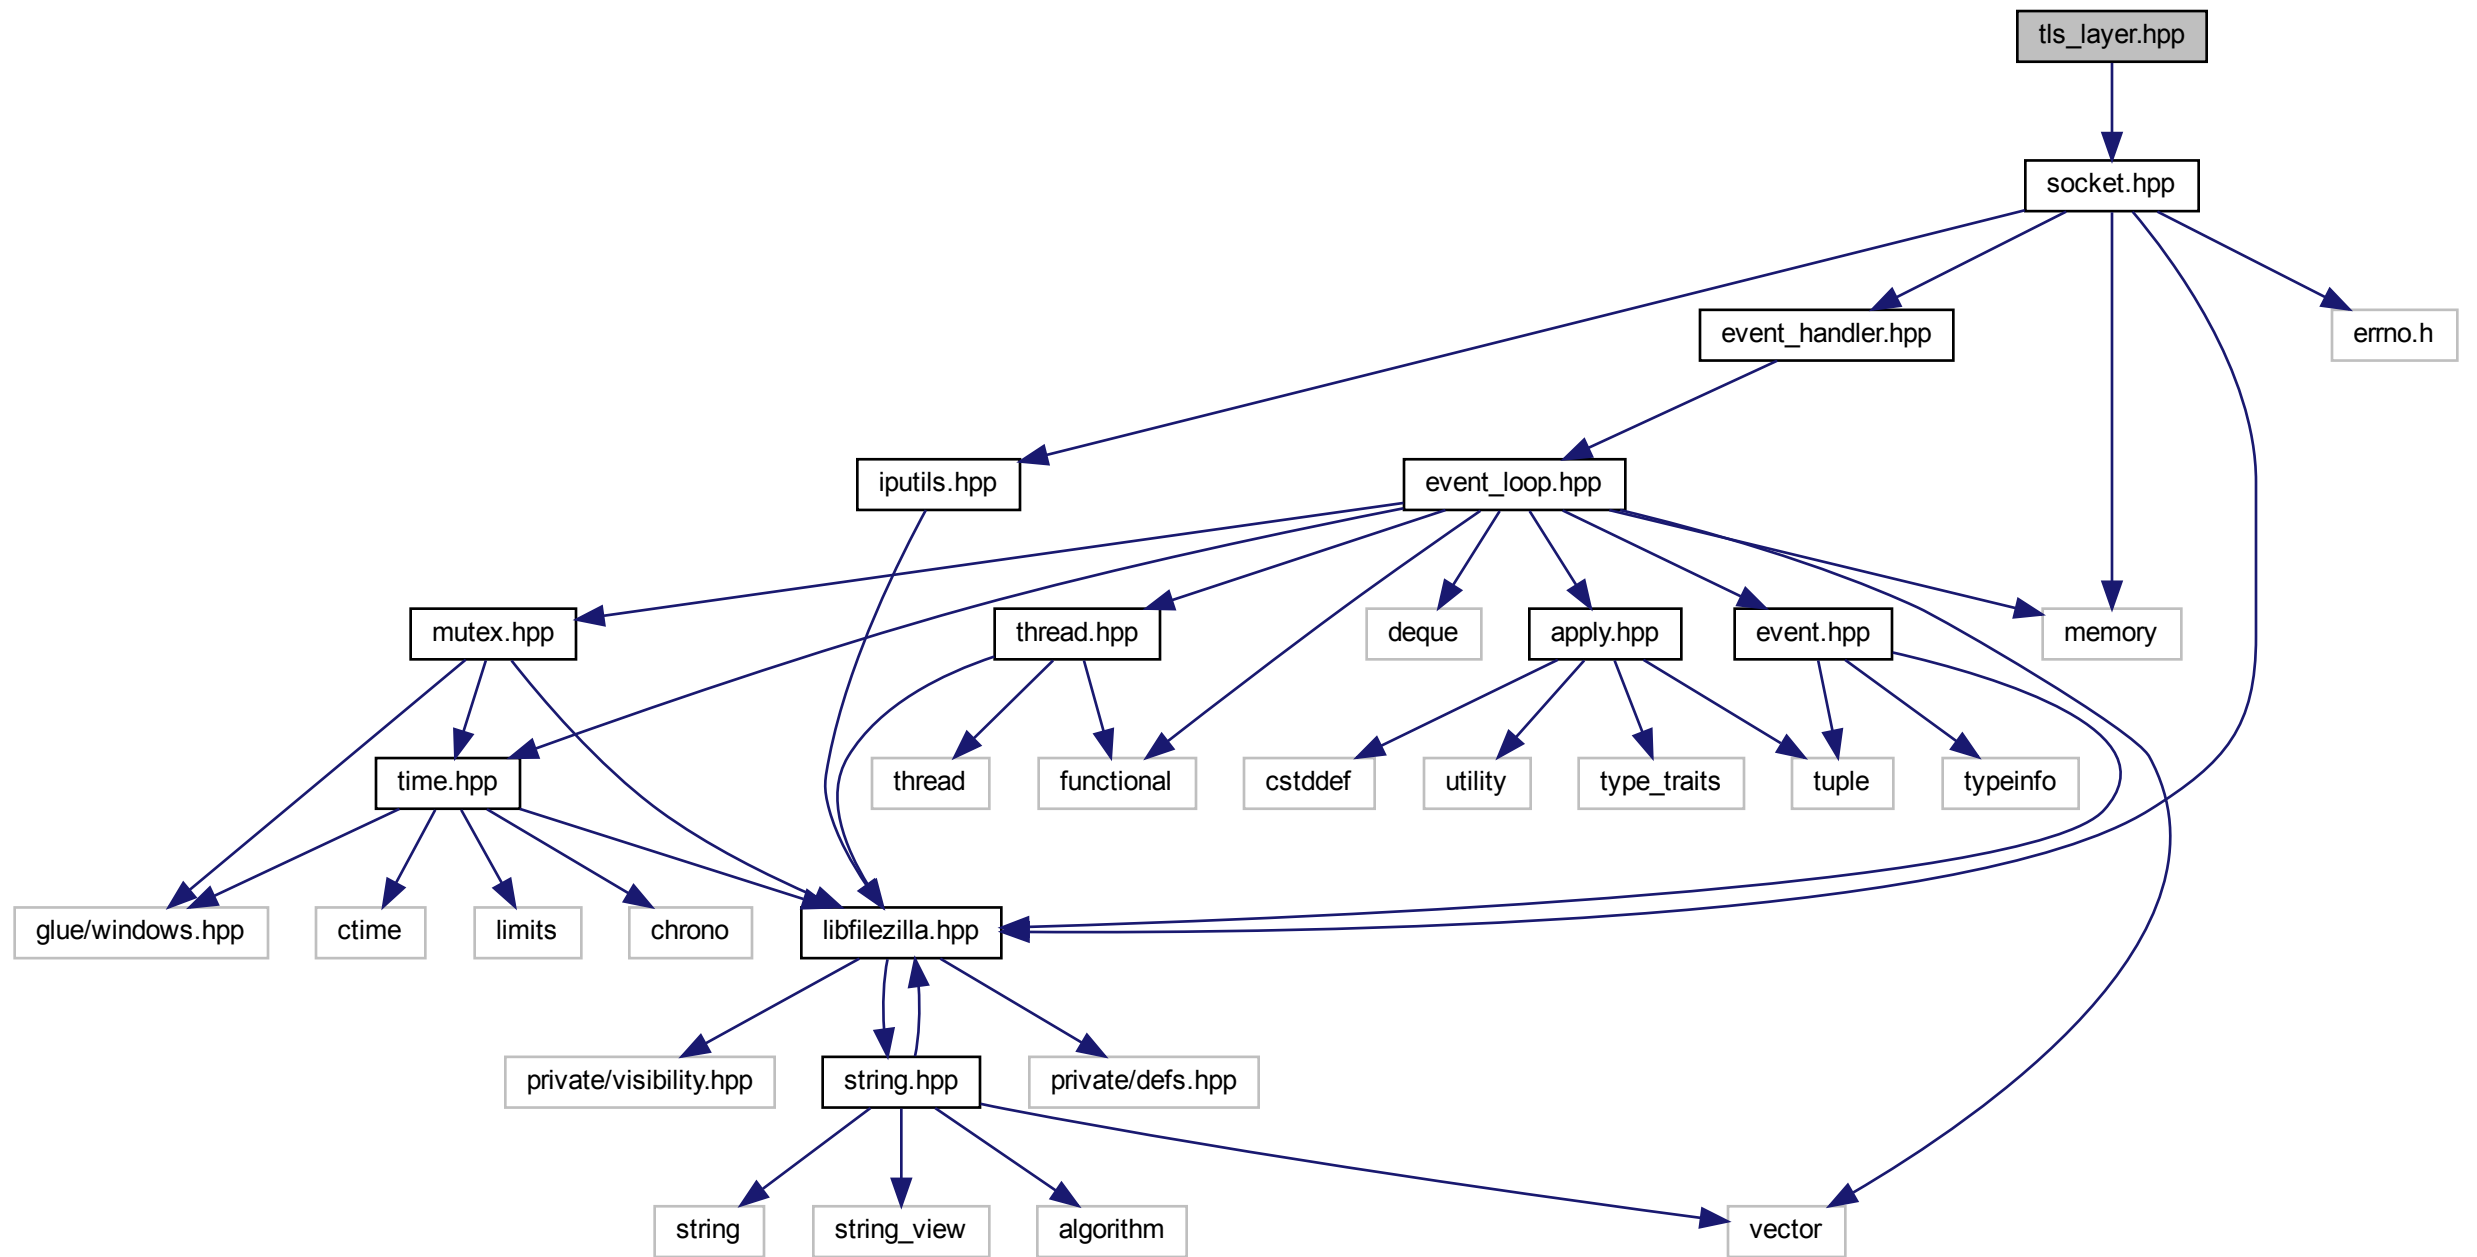 tls_layer.hpp
socket.hpp
event_handler.hpp
errno.h
iputils.hpp
event_loop.hpp
mutex.hpp
thread.hpp
deque
apply.hpp
event.hpp
memory
time.hpp
thread
functional
cstddef
utility
type_traits
tuple
typeinfo
glue/windows.hpp
ctime
limits
chrono
libfilezilla.hpp
private/visibility.hpp
string.hpp
private/defs.hpp
string
string_view
algorithm
vector